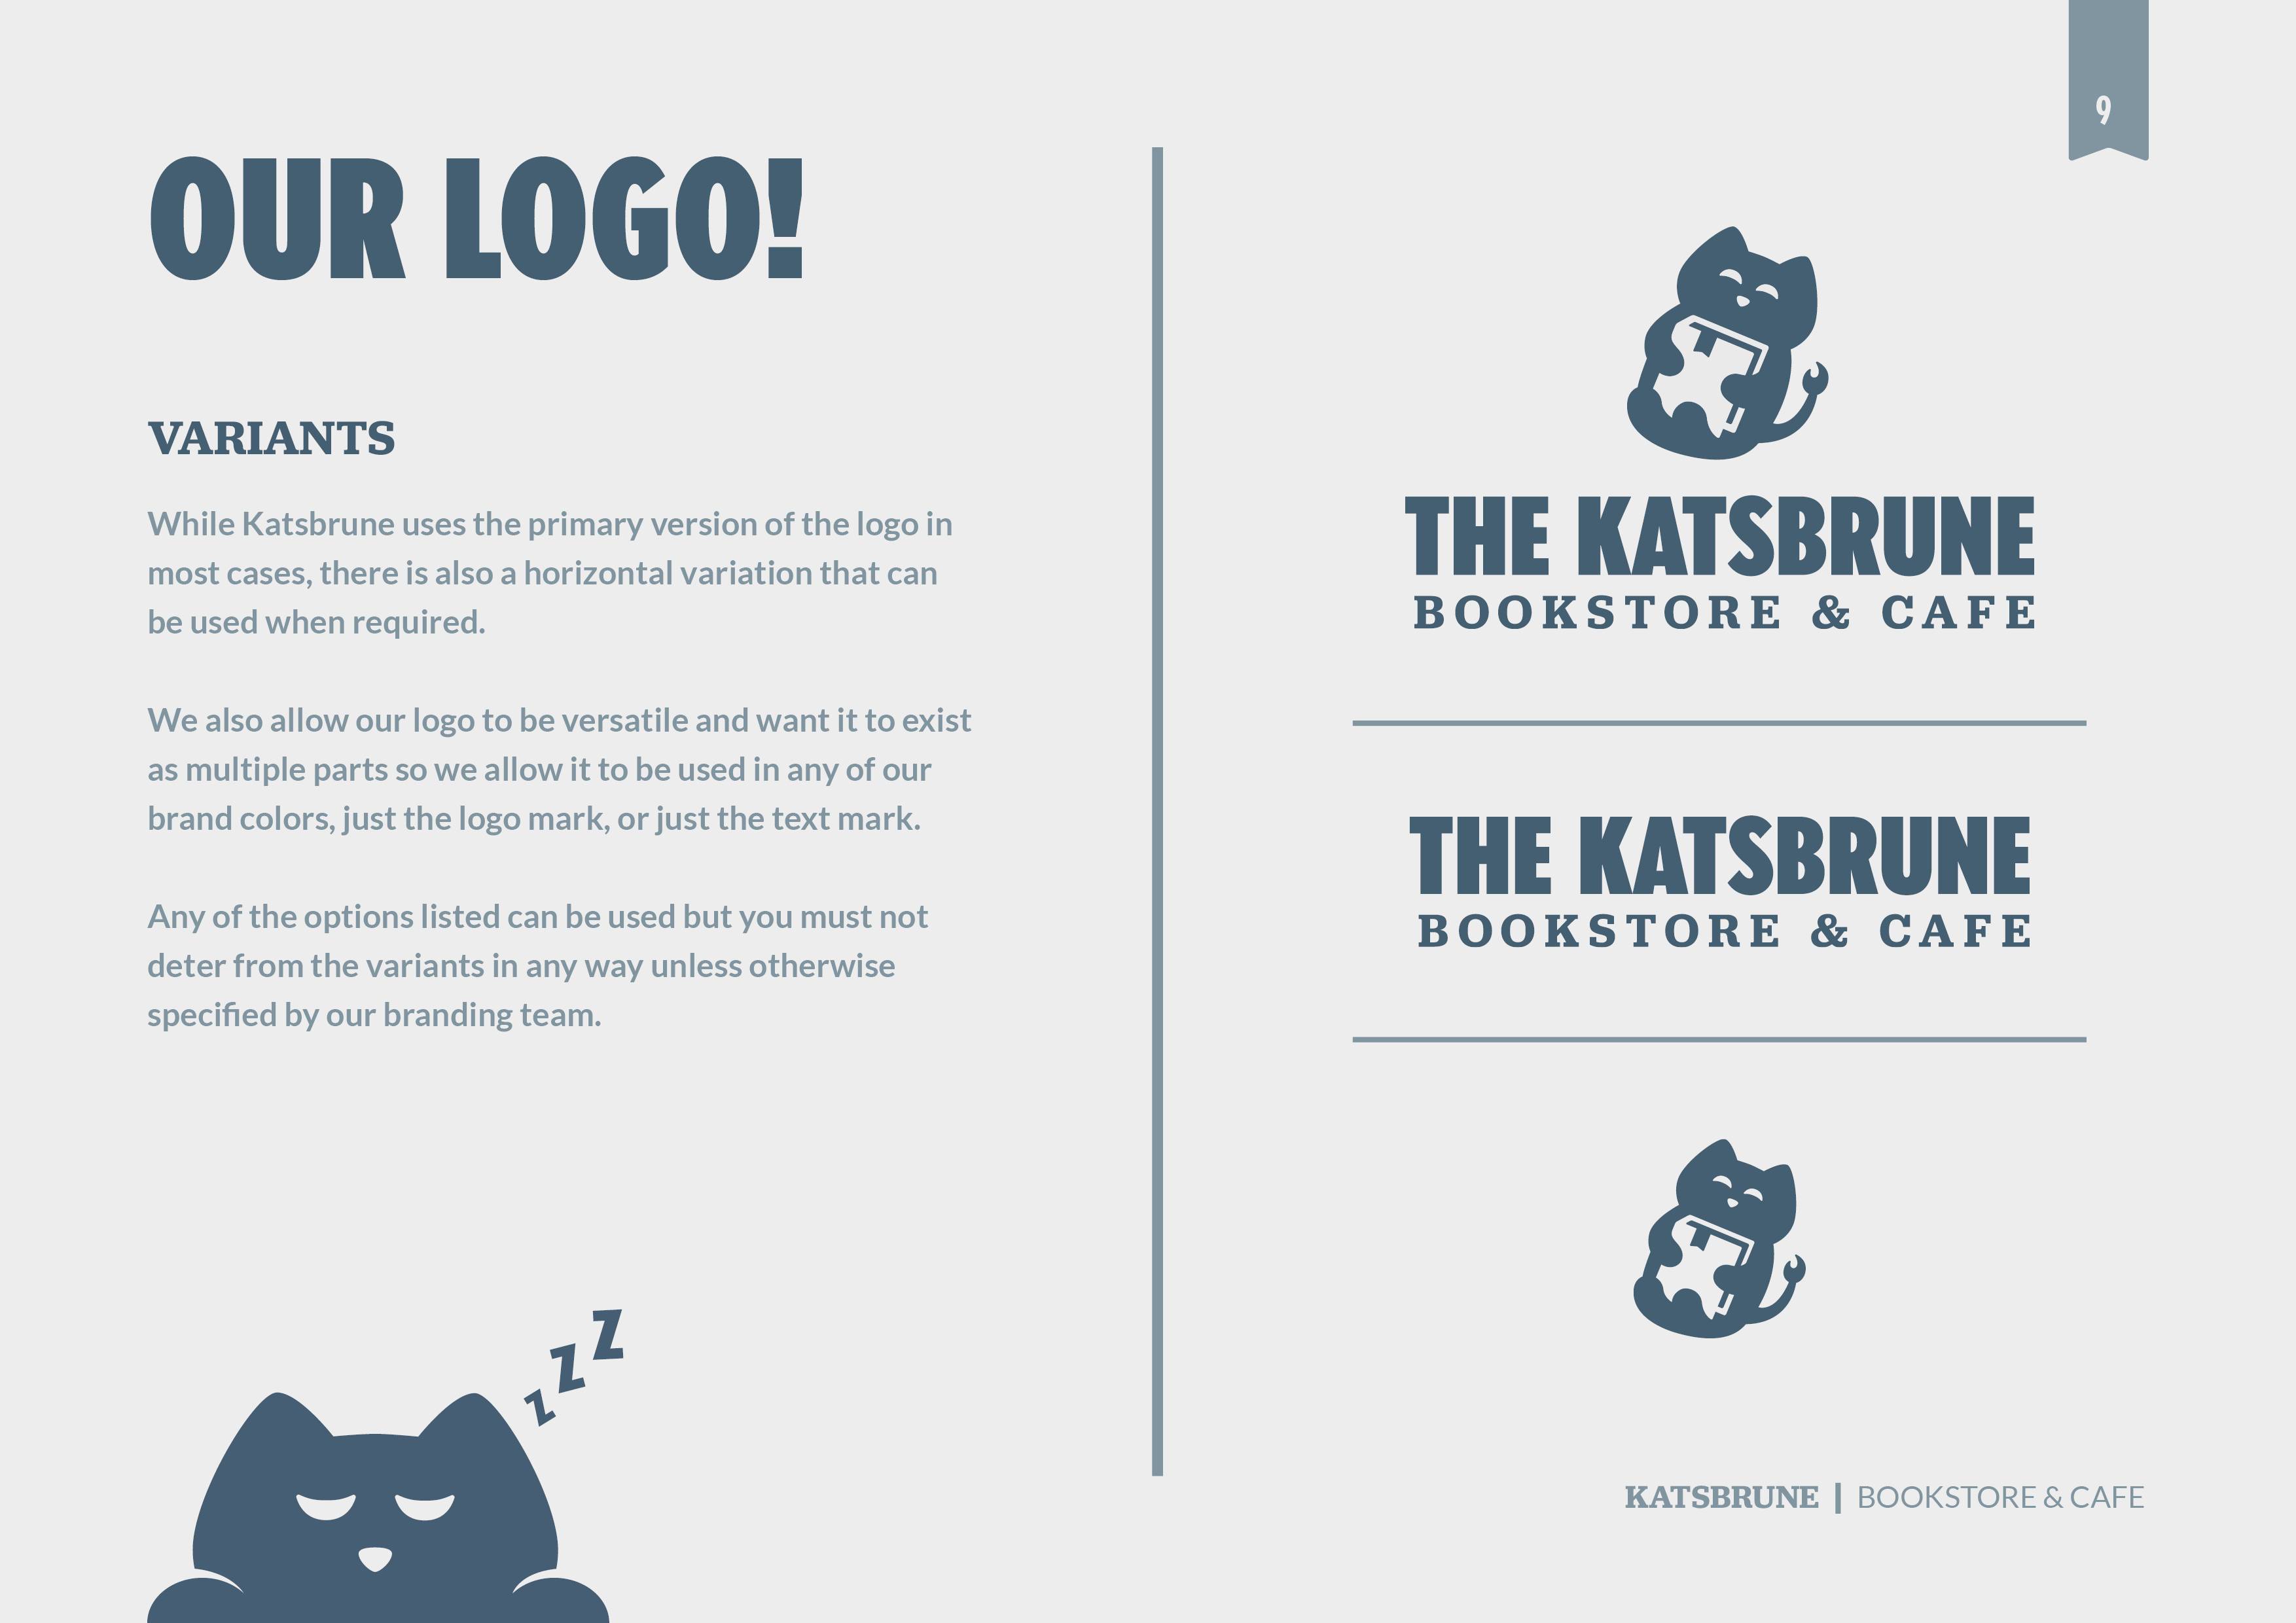 9
OUR LOGO!
VARIANTS
While Katsbrune uses the primary version of the logo in
most cases, there is also a horizontal variation that can
be used when required.
We also allow our logo to be versatile and want it to exist
as multiple parts so we allow it to be used in any of our
brand colors, just the logo mark, or just the text mark.
Any of the options listed can be used but you must not
deter from the variants in any way unless otherwise
specified by our branding team.
z z z
THE KATSBRUNE
BOOKSTORE & CAFE
THE KATSBRUNE
BOOKSTORE & CAFE
KATSBRUNE | BOOKSTORE & CAFE